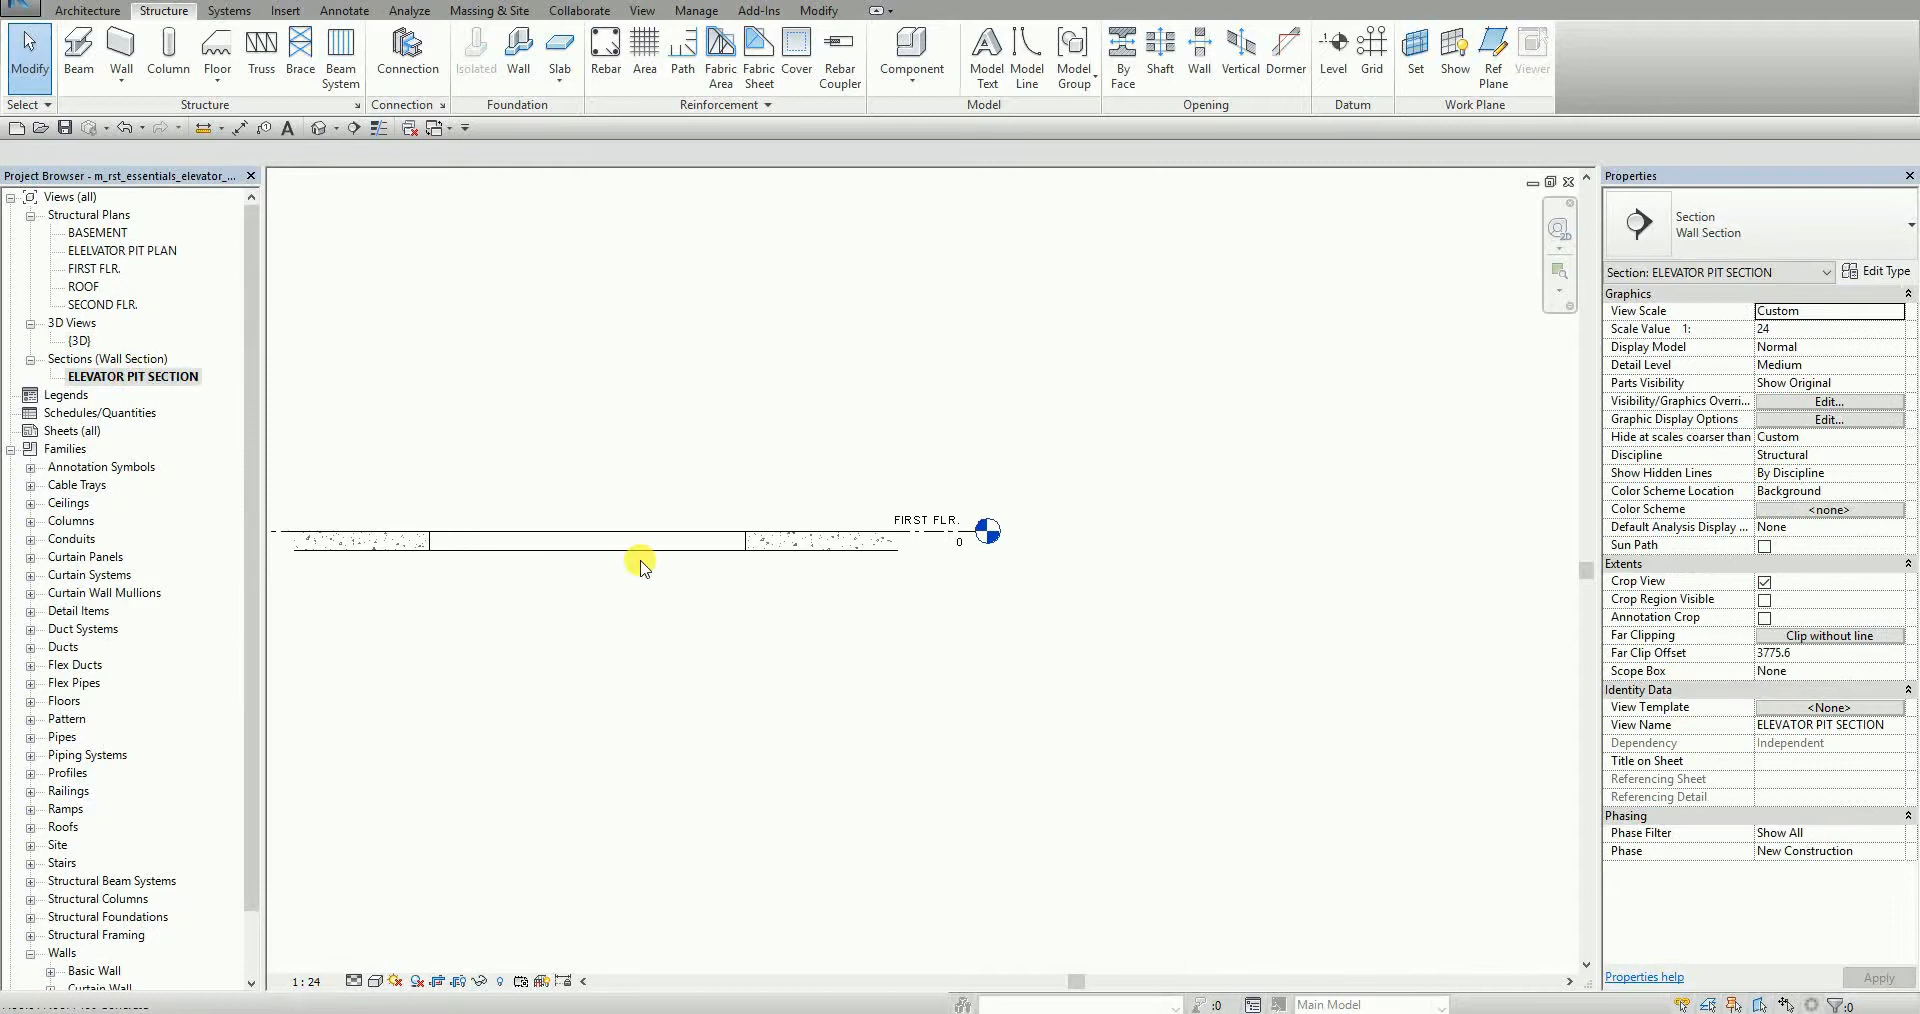 Architecture Structure Systems Insert Annotate Analyze Massing & Site Collaborate View Manage Add-Ins Modify
Modify Beam Wall Column Floor Truss Brace Beam System Connection Isolated Wall Slab Rebar Area Path Fabric Area Fabric Sheet Cover Rebar Coupler Component Model Text Model Line Model Group By Face Shaft Wall Vertical Dormer Level Grid Set Show Ref Plane Viewer
Select Structure Connection Foundation Reinforcement Model Opening Datum Work Plane
Project Browser - m_rst_essentials_elevator_...
Views (all)
Structural Plans
BASEMENT
ELELVATOR PIT PLAN
FIRST FLR.
ROOF
SECOND FLR.
3D Views
{3D}
Sections (Wall Section)
ELEVATOR PIT SECTION
Legends
Schedules/Quantities
Sheets (all)
Families
Annotation Symbols
Cable Trays
Ceilings
Columns
Conduits
Curtain Panels
Curtain Systems
Curtain Wall Mullions
Detail Items
Duct Systems
Ducts
Flex Ducts
Flex Pipes
Floors
Pattern
Pipes
Piping Systems
Profiles
Railings
Ramps
Roofs
Site
Stairs
Structural Beam Systems
Structural Columns
Structural Foundations
Structural Framing
Walls
Basic Wall
Curtain Wall
FIRST FLR.
0
2D
1 : 24
Properties
Section
Wall Section
Section: ELEVATOR PIT SECTION Edit Type
Graphics
View Scale Custom
Scale Value 1: 24
Display Model Normal
Detail Level Medium
Parts Visibility Show Original
Visibility/Graphics Overri... Edit...
Graphic Display Options Edit...
Hide at scales coarser than Custom
Discipline Structural
Show Hidden Lines By Discipline
Color Scheme Location Background
Color Scheme <none>
Default Analysis Display ... None
Sun Path
Extents
Crop View
Crop Region Visible
Annotation Crop
Far Clipping Clip without line
Far Clip Offset 3775.6
Scope Box None
Identity Data
View Template <None>
View Name ELEVATOR PIT SECTION
Dependency Independent
Title on Sheet
Referencing Sheet
Referencing Detail
Phasing
Phase Filter Show All
Phase New Construction
Properties help Apply
:0 Main Model :0